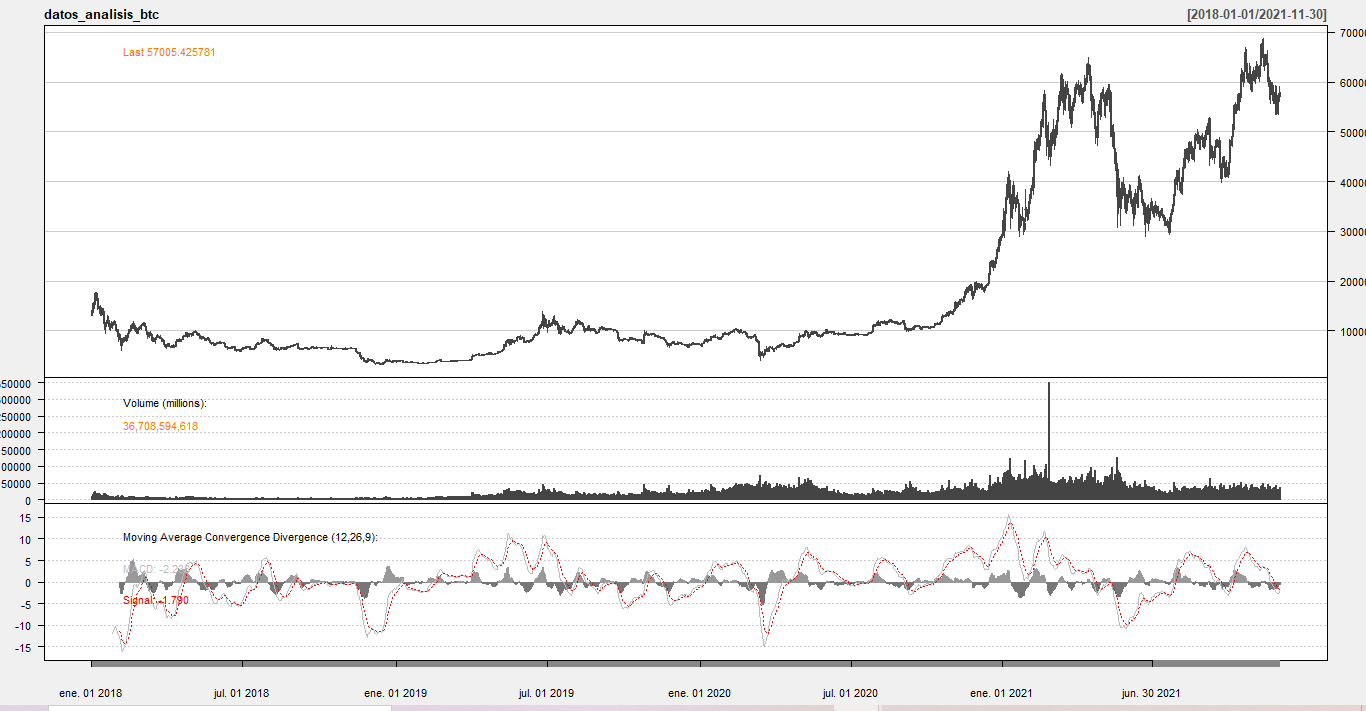 datos_analisis_btc
[2018-01-01/2021-11-30]
Last 57005.425781
70000
60000
50000
40000
30000
20000
10000
Volume (millions):
36,708,594,618
50000
0
Moving Average Convergence Divergence (12,26,9):
Signal: -1.790
15
10
5
0
-5
-10
-15
ene. 01 2018
jul. 01 2018
ene. 01 2019
jul. 01 2019
ene. 01 2020
jul. 01 2020
ene. 01 2021
jun. 30 2021